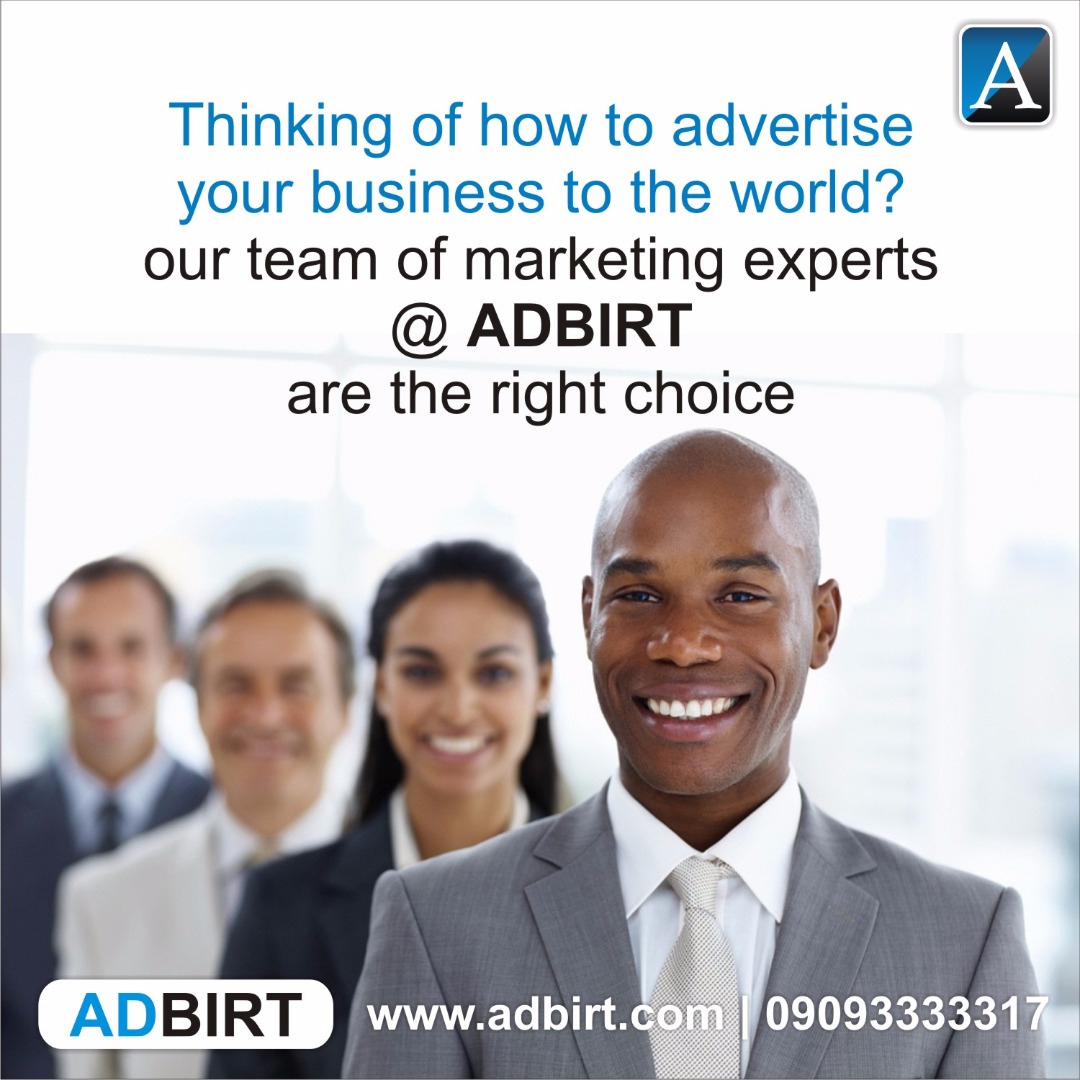 A
Thinking of how to advertise
your business to the world?
our team of marketing experts
@ ADBIRT
are the right choice
ADBIRT
www.adbirt.com | 09093333317